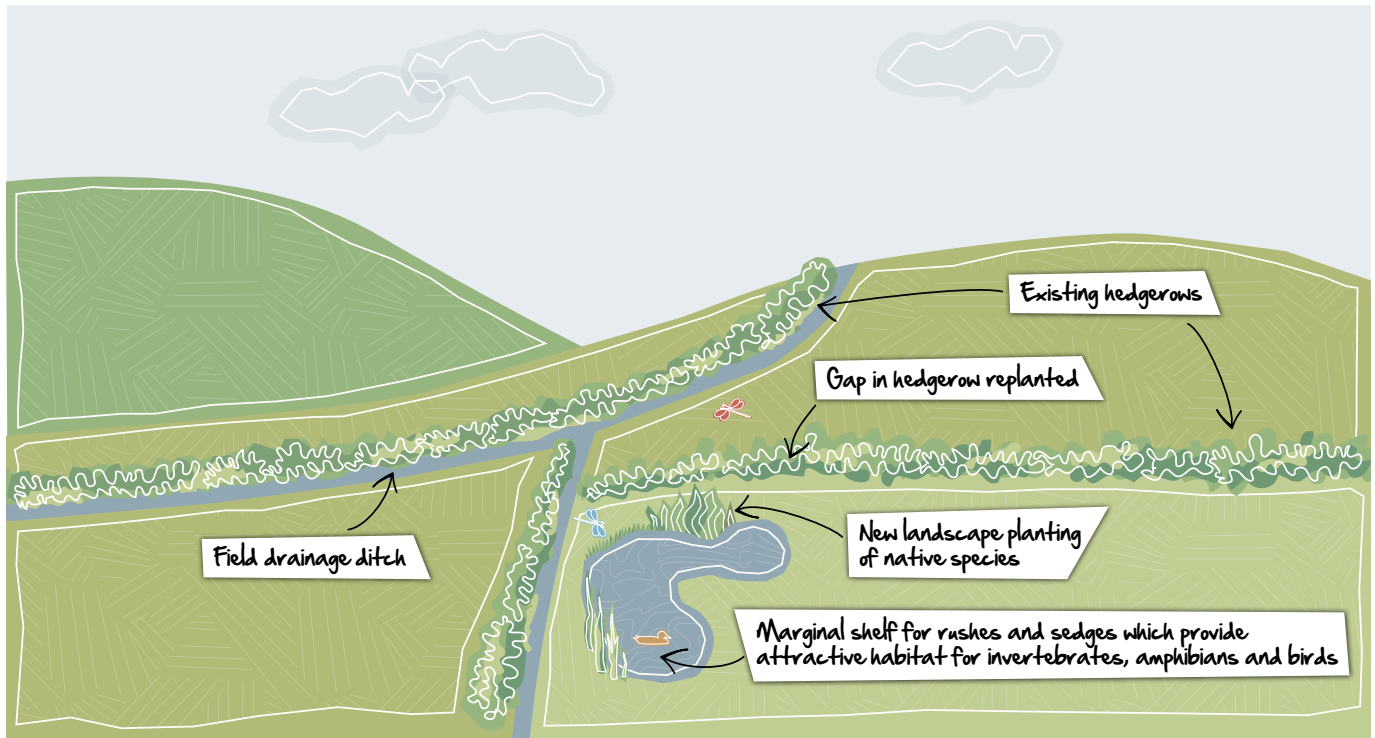 Existing hedgerows
Gap in hedgerow replanted
Field drainage ditch
New landscape planting
of native species
Marginal shelf for rushes and sedges which provide
attractive habitat for invertebrates, amphibians and birds